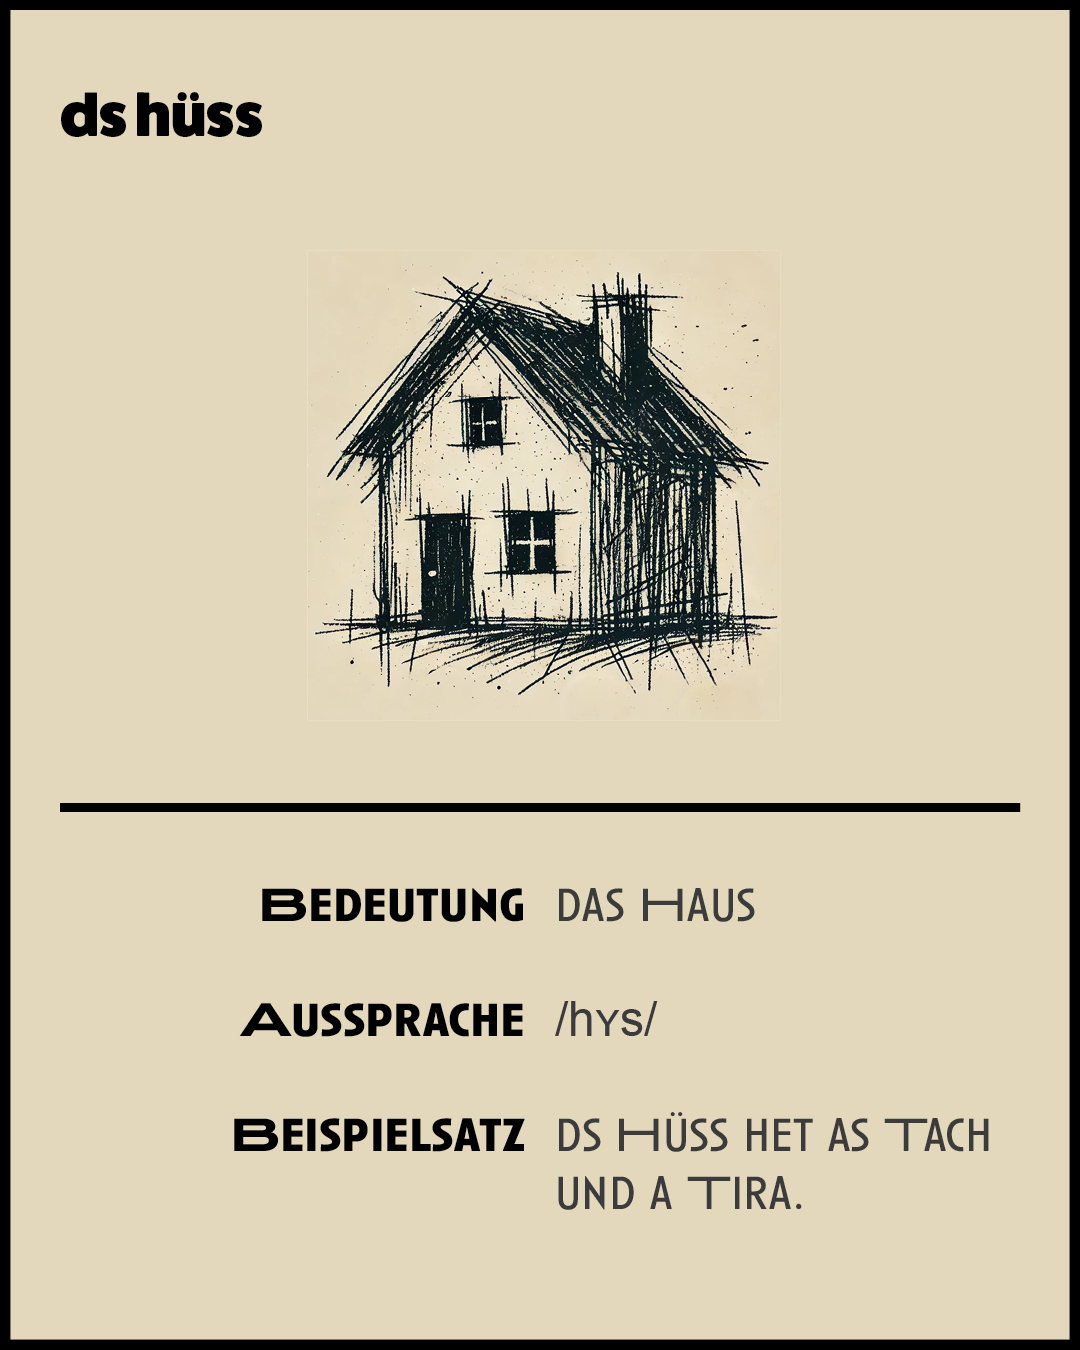 ds hüss
Bedeutung das Haus
Aussprache /hʏs/
Beispielsatz ds Hüss het as Tach
und a Tira.